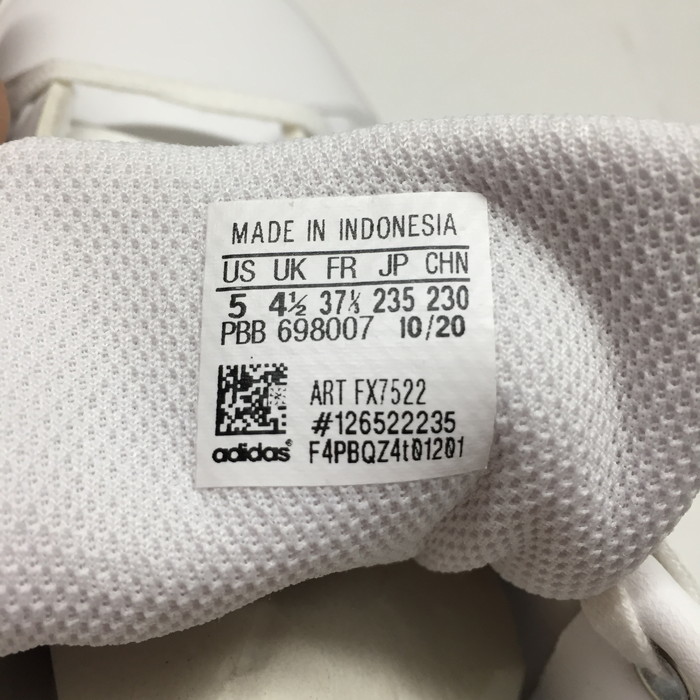 MADE IN INDONESIA
US UK FR JP CHN
5 4½ 37⅓ 235 230
PBB 698007 10/20
ART FX7522
#126522235
adidas® F4PBQZ4t01201